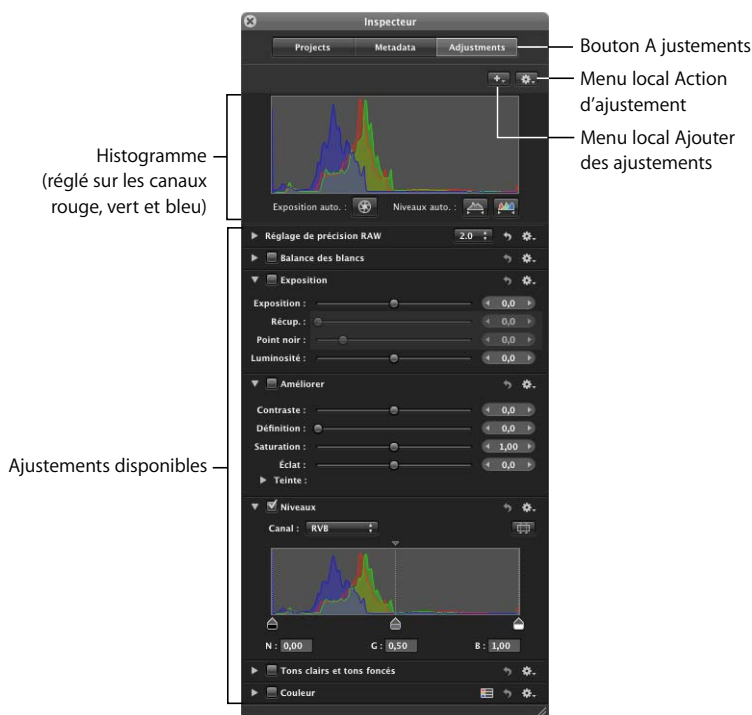 Inspecteur
Projects Metadata Adjustments
Bouton A justements
Menu local Action
d'ajustement
Menu local Ajouter
des ajustements
Histogramme
(réglé sur les canaux
rouge, vert et bleu)
Exposition auto. : Niveaux auto. :
Réglage de précision RAW 2.0
Balance des blancs
Exposition
Exposition : 0,0
Récup. : 0,0
Point noir : 0,0
Luminosité : 0,0
Améliorer
Contraste : 0,0
Définition : 0,0
Saturation : 1,00
Éclat : 0,0
Teinte :
Ajustements disponibles
Niveaux
Canal : RVB
N : 0,00 G : 0,50 B : 1,00
Tons clairs et tons foncés
Couleur